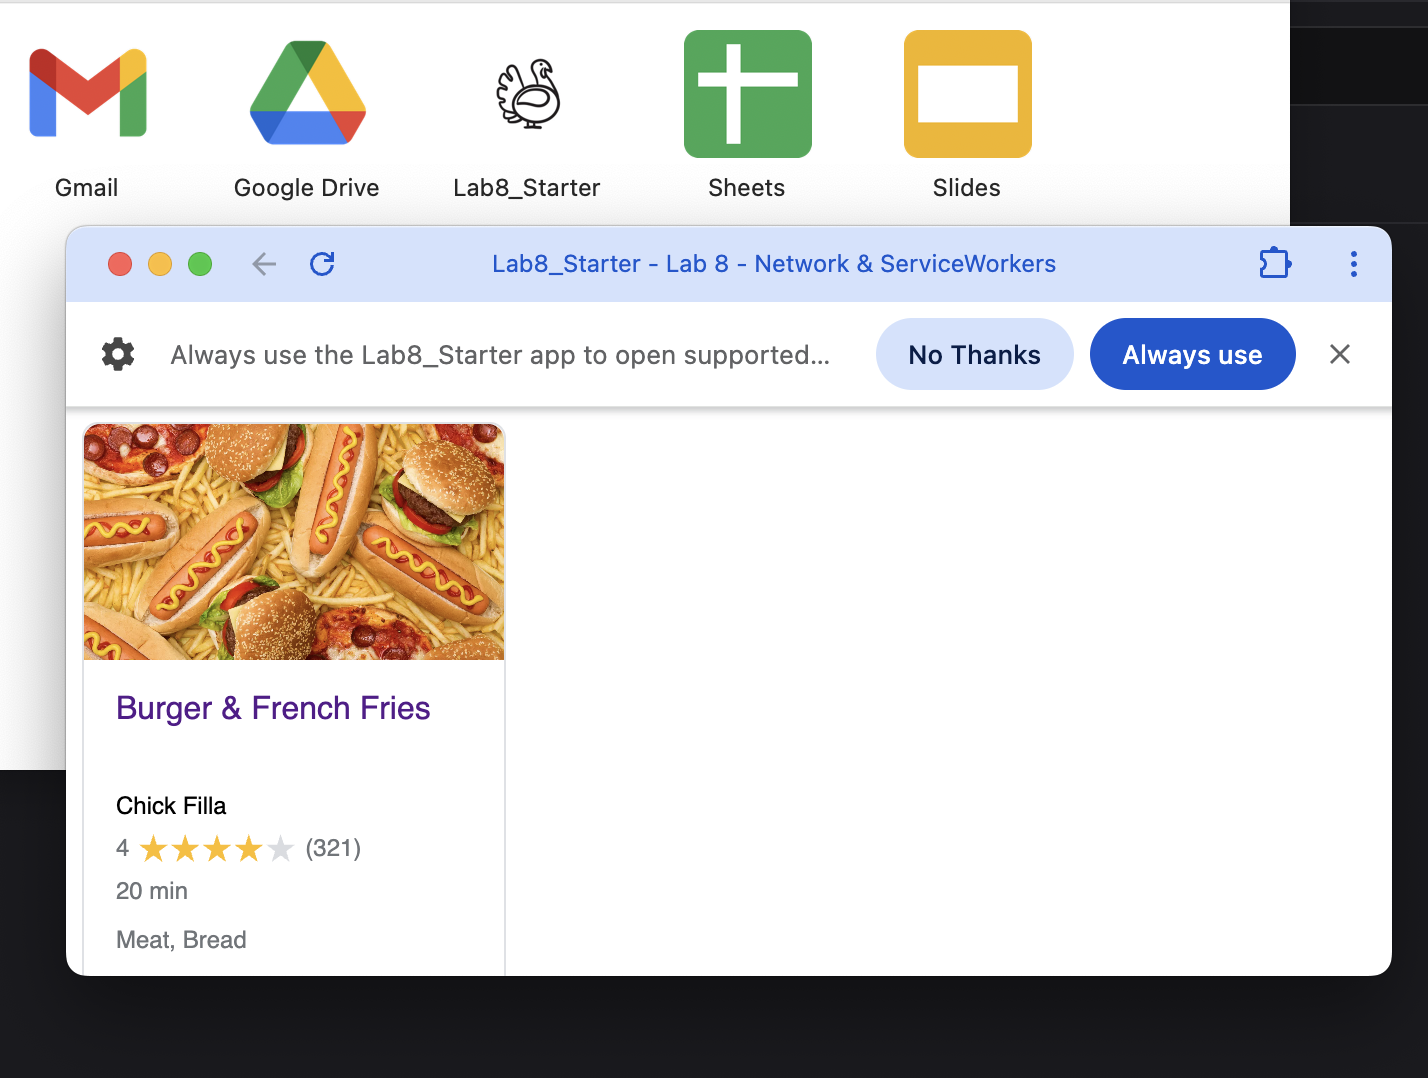 Gmail
Google Drive
Lab8_Starter
Sheets
Slides
Lab8_Starter - Lab 8 - Network & ServiceWorkers
Always use the Lab8_Starter app to open supported...
No Thanks
Always use
Burger & French Fries
Chick Filla
4 (321)
20 min
Meat, Bread